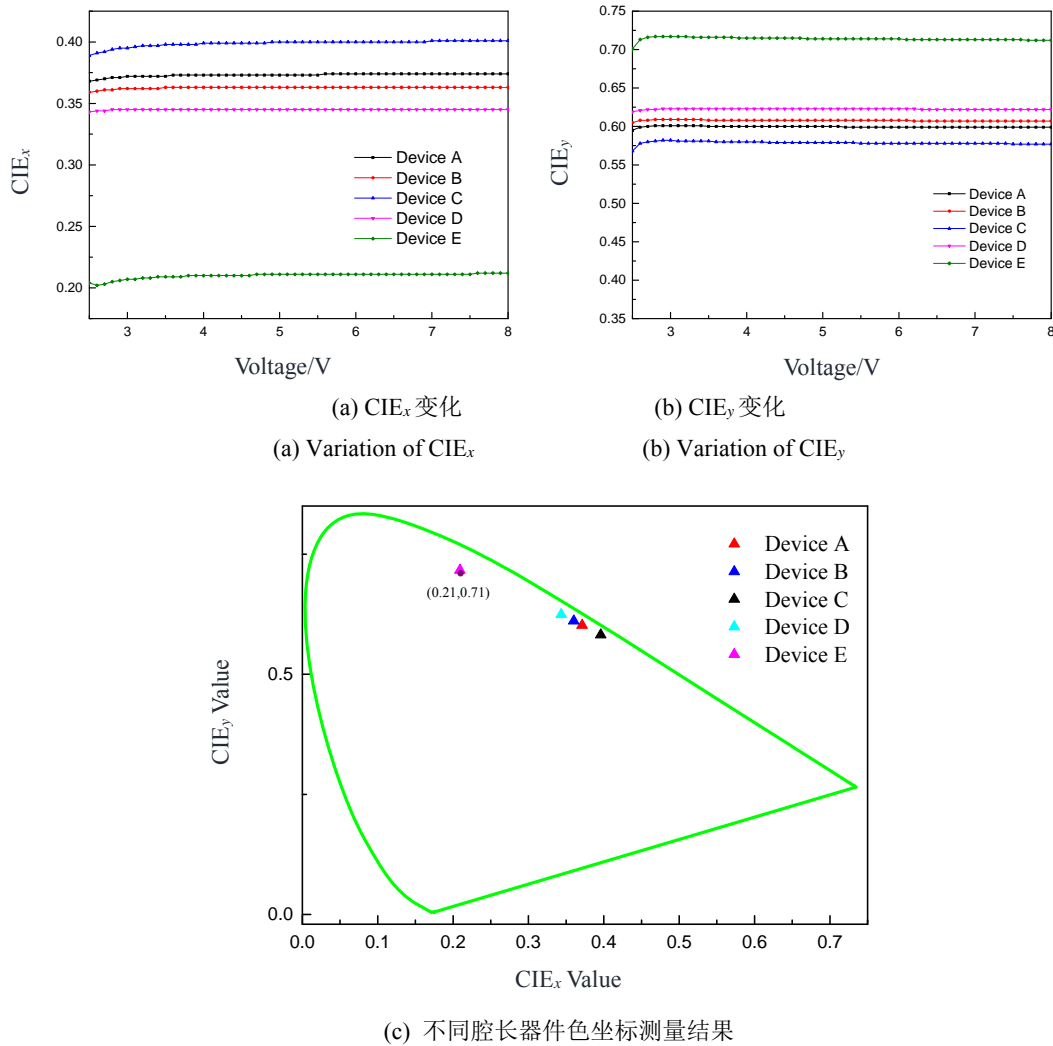 0.40
0.35
0.30
0.25
0.20
CIEx
3 4 5 6 7 8
Voltage/V
Device A
Device B
Device C
Device D
Device E
0.75
0.70
0.65
0.60
0.55
0.50
0.45
0.40
0.35
CIEy
3 4 5 6 7 8
Voltage/V
Device A
Device B
Device C
Device D
Device E
(a) CIEx 变化
(b) CIEy 变化
(a) Variation of CIEx
(b) Variation of CIEy
0.5
0.0
CIEy Value
0.0 0.1 0.2 0.3 0.4 0.5 0.6 0.7
CIEx Value
(0.21,0.71)
Device A
Device B
Device C
Device D
Device E
(c) 不同腔长器件色坐标测量结果